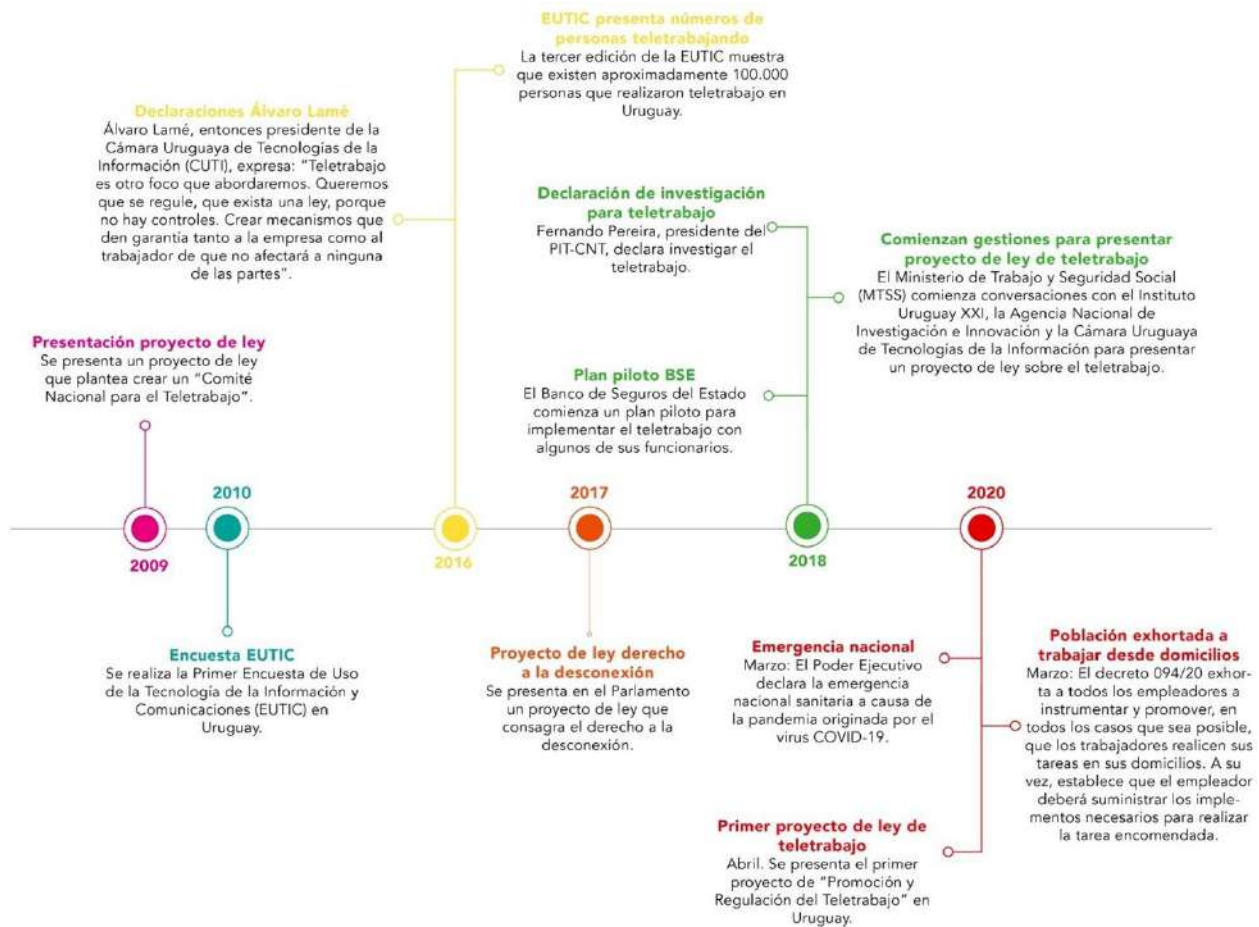 Presentación proyecto de ley
Se presenta un proyecto de ley
que plantea crear un “Comité
Nacional para el Teletrabajo”.
2009
2010
Encuesta EUTIC
Se realiza la Primer Encuesta de Uso
de la Tecnología de la Información y
Comunicaciones (EUTIC) en
Uruguay.
EUTIC presenta números de
personas teletrabajando
La tercer edición de la EUTIC muestra
que existen aproximadamente 100.000
personas que realizaron teletrabajo en
Uruguay.
Declaraciones Álvaro Lamé
Álvaro Lamé, entonces presidente de la
Cámara Uruguaya de Tecnologías de la
Información (CUTI), expresa: “Teletrabajo
es otro foco que abordaremos. Queremos
que se regule, que exista una ley, porque
no hay controles. Crear mecanismos que
den garantía tanto a la empresa como al
trabajador de que no afectará a ninguna
de las partes”.
2016
2017
Proyecto de ley derecho
a la desconexión
Se presenta en el Parlamento
un proyecto de ley que
consagra el derecho a la
desconexión.
Declaración de investigación
para teletrabajo
Fernando Pereira, presidente del
PIT-CNT, declara investigar el
teletrabajo.
Comienzan gestiones para presentar
proyecto de ley de teletrabajo
El Ministerio de Trabajo y Seguridad Social
(MTSS) comienza conversaciones con el Instituto
Uruguay XXI, la Agencia Nacional de
Investigación e Innovación y la Cámara Uruguaya
de Tecnologías de la Información para presentar
un proyecto de ley sobre el teletrabajo.
Plan piloto BSE
El Banco de Seguros del Estado
comienza un plan piloto para
implementar el teletrabajo con
algunos de sus funcionarios.
2018
2020
Emergencia nacional
Marzo: El Poder Ejecutivo
declara la emergencia
nacional sanitaria a causa de
la pandemia originada por el
virus COVID-19.
Población exhortada a
trabajar desde domicilios
Marzo: El decreto 094/20 exhor-
ta a todos los empleadores a
instrumentar y promover, en
todos los casos que sea posible,
que los trabajadores realicen sus
tareas en sus domicilios. A su
vez, establece que el empleador
deberá suministrar los imple-
mentos necesarios para realizar
la tarea encomendada.
Primer proyecto de ley de
teletrabajo
Abril. Se presenta el primer
proyecto de “Promoción y
Regulación del Teletrabajo” en
Uruguay.